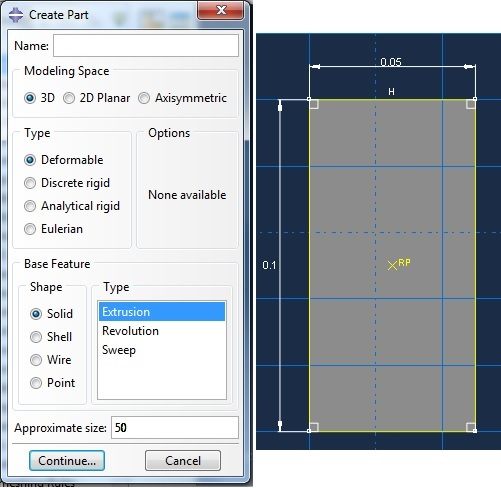 Create Part
Name:
Modeling Space
3D 2D Planar Axisymmetric
Type
Deformable
Discrete rigid
Analytical rigid
Eulerian
Options
None available
Base Feature
Shape
Solid
Shell
Wire
Point
Type
Extrusion
Revolution
Sweep
Approximate size: 50
Continue... Cancel
0.05
H
0.1
RP